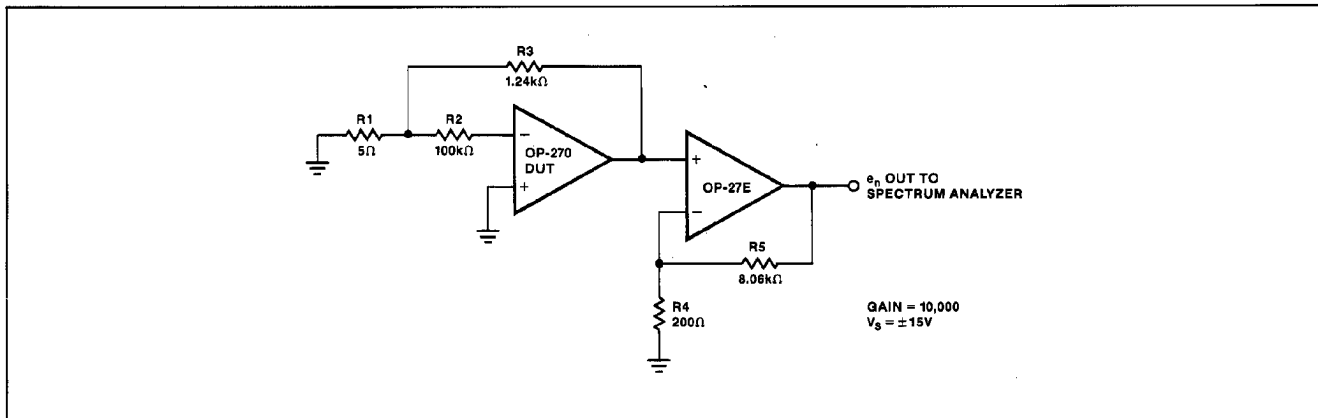 R3
1.24kΩ
R1
5Ω
R2
100kΩ
−
+
OP-270
DUT
+
−
OP-27E
en OUT TO
SPECTRUM ANALYZER
R5
8.06kΩ
R4
200Ω
GAIN = 10,000
VS = ±15V